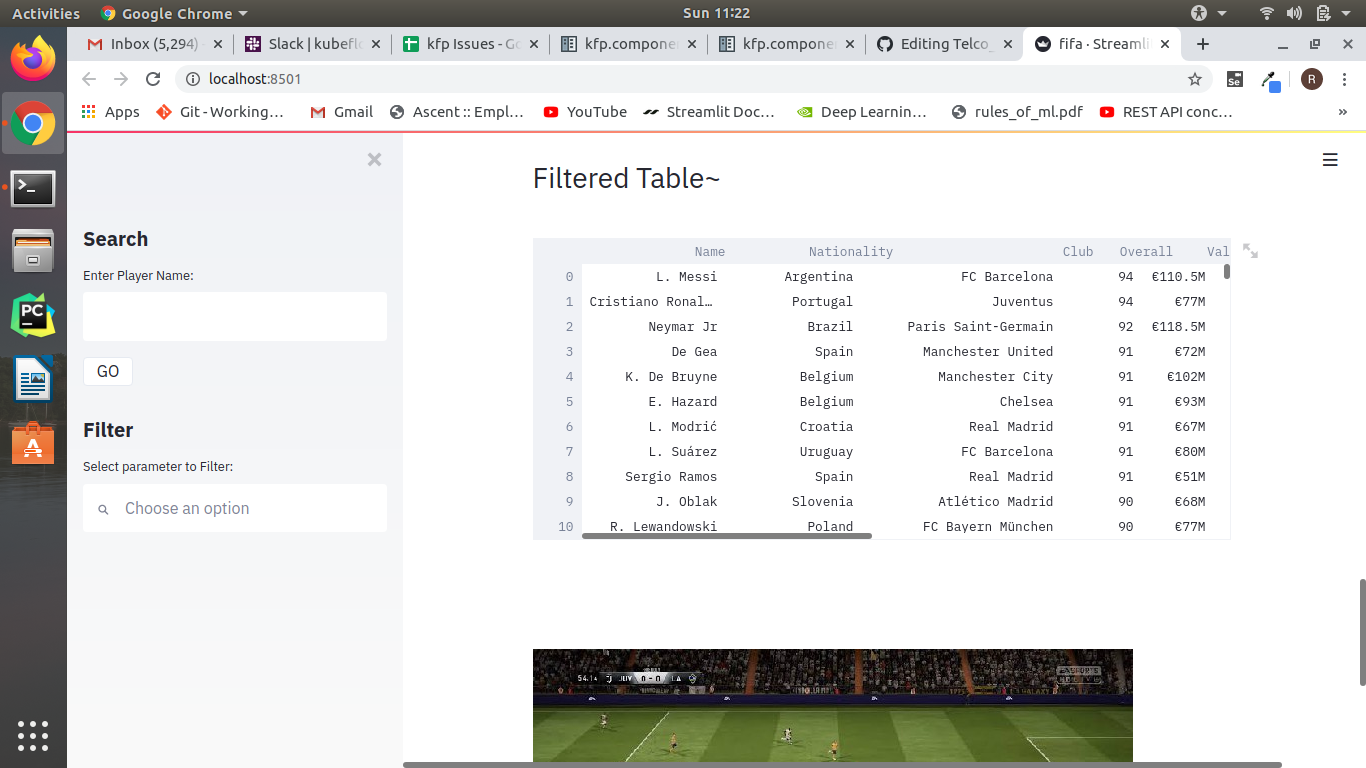 Activities Google Chrome Sun 11:22
Inbox (5,294) - Slack | kubefl kfp Issues - Go kfp.compone kfp.compone Editing Telco_ fifa · Streamli
localhost:8501 Se R
Apps Git - Working… Gmail Ascent :: Empl… YouTube Streamlit Doc… Deep Learnin… rules_of_ml.pdf REST API conc… »
Filtered Table~
Search
Enter Player Name:
GO
Filter
Select parameter to Filter:
Choose an option
Name Nationality Club Overall Val
0 L. Messi Argentina FC Barcelona 94 €110.5M
1 Cristiano Ronal… Portugal Juventus 94 €77M
2 Neymar Jr Brazil Paris Saint-Germain 92 €118.5M
3 De Gea Spain Manchester United 91 €72M
4 K. De Bruyne Belgium Manchester City 91 €102M
5 E. Hazard Belgium Chelsea 91 €93M
6 L. Modrić Croatia Real Madrid 91 €67M
7 L. Suárez Uruguay FC Barcelona 91 €80M
8 Sergio Ramos Spain Real Madrid 91 €51M
9 J. Oblak Slovenia Atlético Madrid 90 €68M
10 R. Lewandowski Poland FC Bayern München 90 €77M
54:14 JUV 0 - 0 LA
EA SPORTS
PC